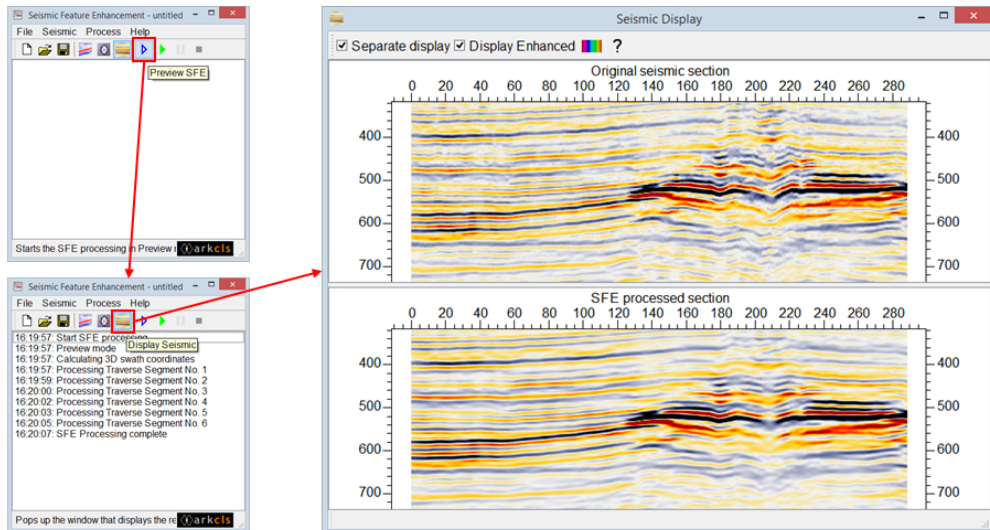 Seismic Feature Enhancement - untitled
File Seismic Process Help
Preview SFE
Starts the SFE processing in Preview
arkcls
Seismic Feature Enhancement - untitled
File Seismic Process Help
16:19:57: Start SFE processing
Display Seismic
16:19:57: Preview mode
16:19:57: Calculating 3D swath coordinates
16:19:57: Processing Traverse Segment No. 1
16:19:59: Processing Traverse Segment No. 2
16:20:00: Processing Traverse Segment No. 3
16:20:02: Processing Traverse Segment No. 4
16:20:03: Processing Traverse Segment No. 5
16:20:05: Processing Traverse Segment No. 6
16:20:07: SFE Processing complete
Pops up the window that displays the re
arkcls
Seismic Display
Separate display Display Enhanced ?
Original seismic section
0 20 40 60 80 100 120 140 160 180 200 220 240 260 280
400 400
500 500
600 600
700 700
SFE processed section
0 20 40 60 80 100 120 140 160 180 200 220 240 260 280
400 400
500 500
600 600
700 700